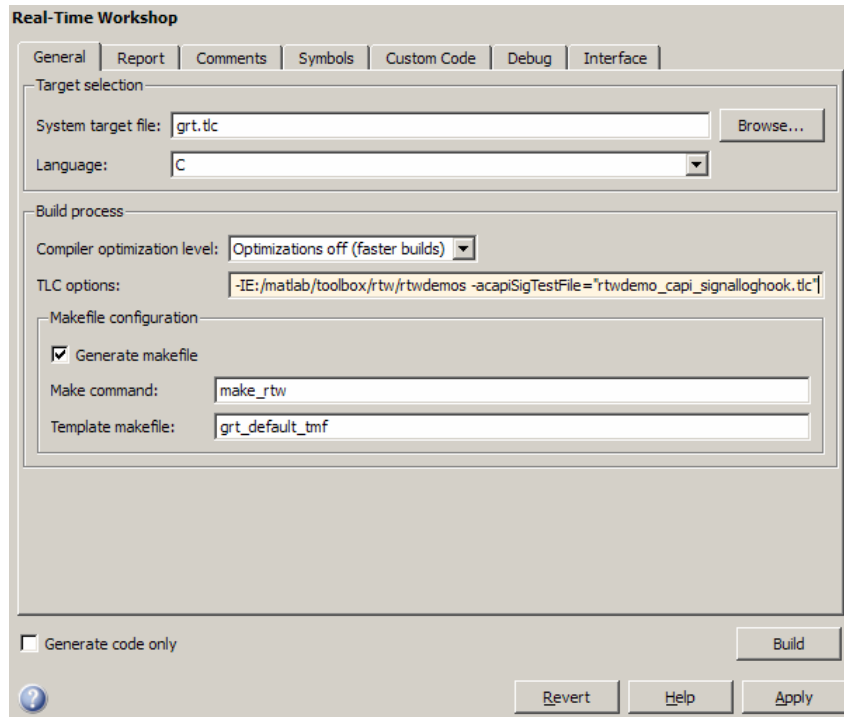 Real-Time Workshop
General Report Comments Symbols Custom Code Debug Interface
Target selection
System target file: grt.tlc Browse...
Language: C
Build process
Compiler optimization level: Optimizations off (faster builds)
TLC options: -IE:/matlab/toolbox/rtw/rtwdemos -acapiSigTestFile="rtwdemo_capi_signalloghook.tlc"
Makefile configuration
Generate makefile
Make command: make_rtw
Template makefile: grt_default_tmf
Generate code only Build
? Revert Help Apply